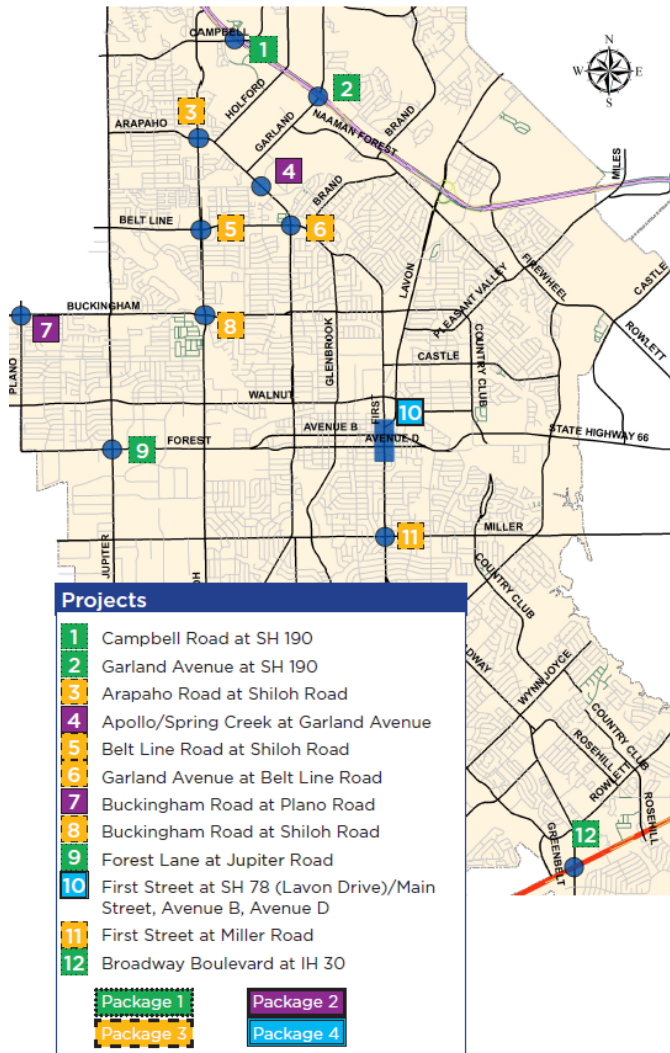 CAMPBELL
1
2
HOLFORD
3
ARAPAHO
GARLAND
NAAMAN FOREST
BRAND
N
W
E
S
MILES
4
BRAND
BELT LINE
5
6
LAVON
PLEASANT VALLEY
FIREWHEEL
CASTLE
ROWLETT
BUCKINGHAM
7
8
PLANO
GLENBROOK
COUNTRY CLUB
CASTLE
WALNUT
FIRST
10
AVENUE B
AVENUE D
STATE HIGHWAY 66
FOREST
9
11
MILLER
JUPITER
OH
COUNTRY CLUB
DWAY
WYNN JOYCE
COUNTRY CLUB
ROSEHILL
ROWLETT
ROSEHILL
12
GREENBELT
Projects
1 Campbell Road at SH 190
2 Garland Avenue at SH 190
3 Arapaho Road at Shiloh Road
4 Apollo/Spring Creek at Garland Avenue
5 Belt Line Road at Shiloh Road
6 Garland Avenue at Belt Line Road
7 Buckingham Road at Plano Road
8 Buckingham Road at Shiloh Road
9 Forest Lane at Jupiter Road
10 First Street at SH 78 (Lavon Drive)/Main
Street, Avenue B, Avenue D
11 First Street at Miller Road
12 Broadway Boulevard at IH 30
Package 1
Package 2
Package 3
Package 4